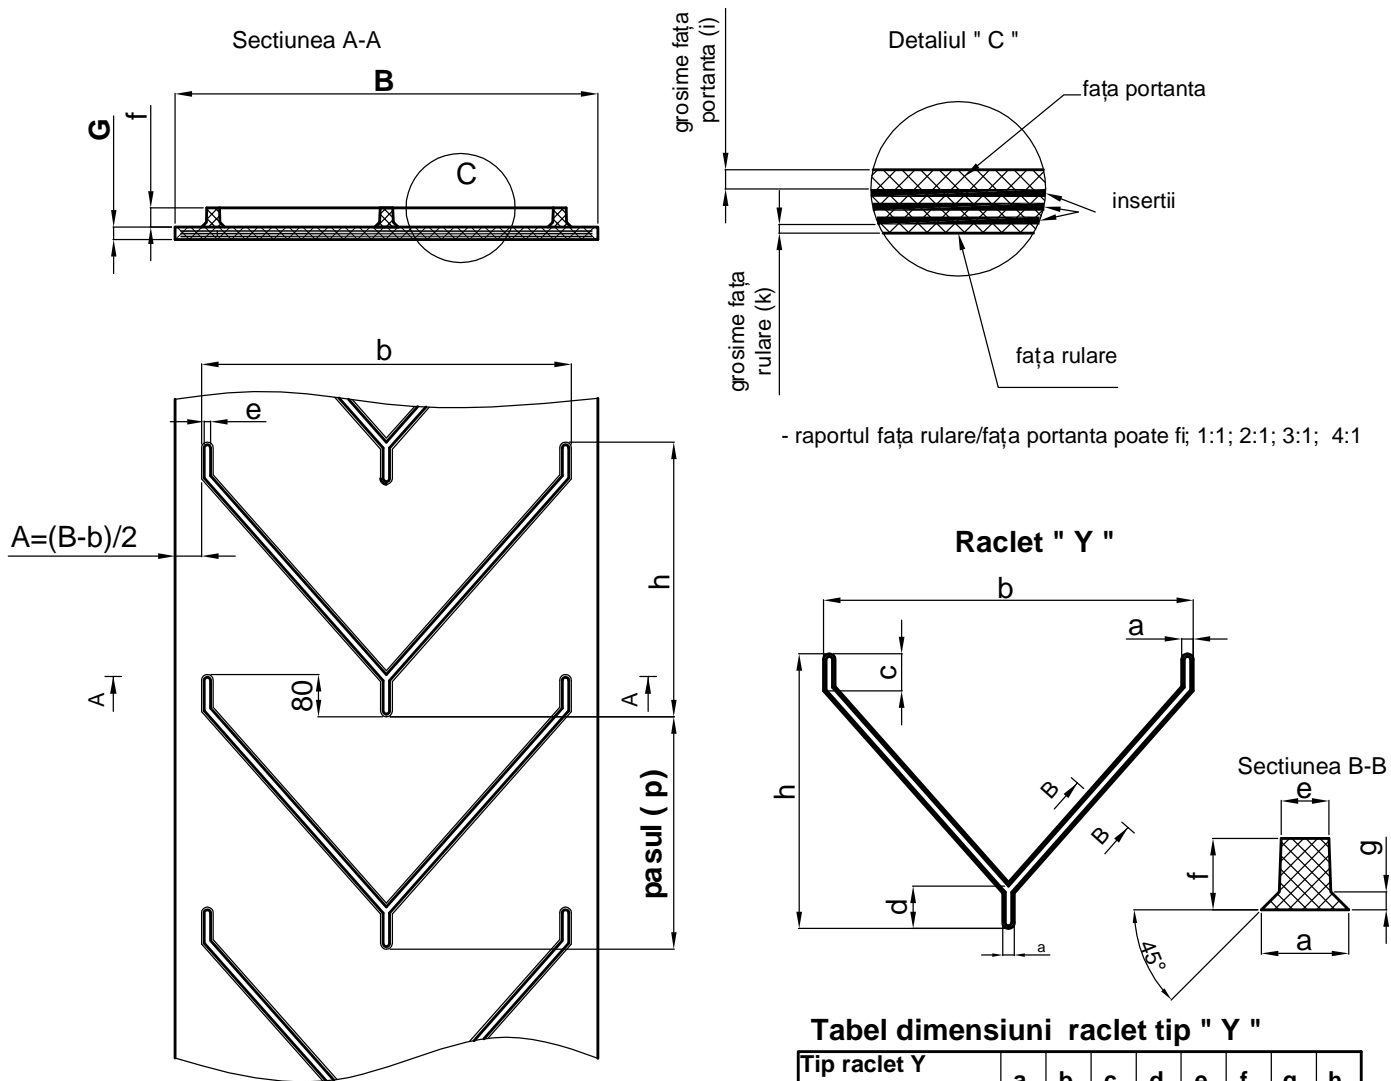 Sectiunea A-A
B
G
f
C
grosime fața
portanta (i)
Detaliul " C "
fața portanta
insertii
grosime fața
rulare (k)
fața rulare
- raportul fața rulare/fața portanta poate fi; 1:1; 2:1; 3:1; 4:1
b
e
A=(B-b)/2
h
A
80
A
pasul ( p)
Raclet " Y "
b
a
c
h
B
B
d
a
Sectiunea B-B
e
f
g
a
45°
Tabel dimensiuni raclet tip " Y "
Tip raclet Y
a b c d e f g h